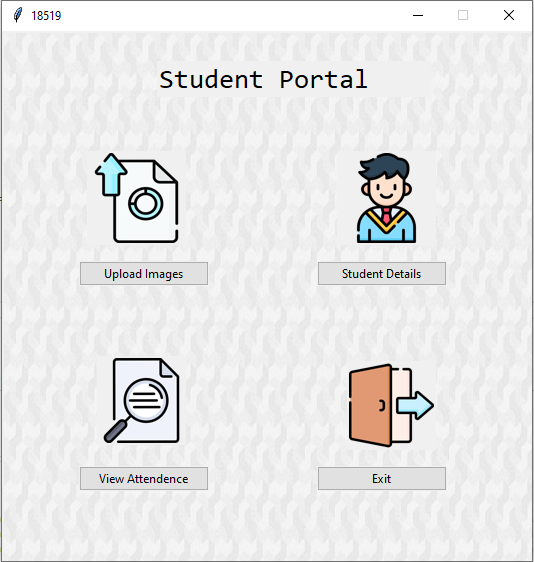 18519
Student Portal
Upload Images
Student Details
View Attendence
Exit